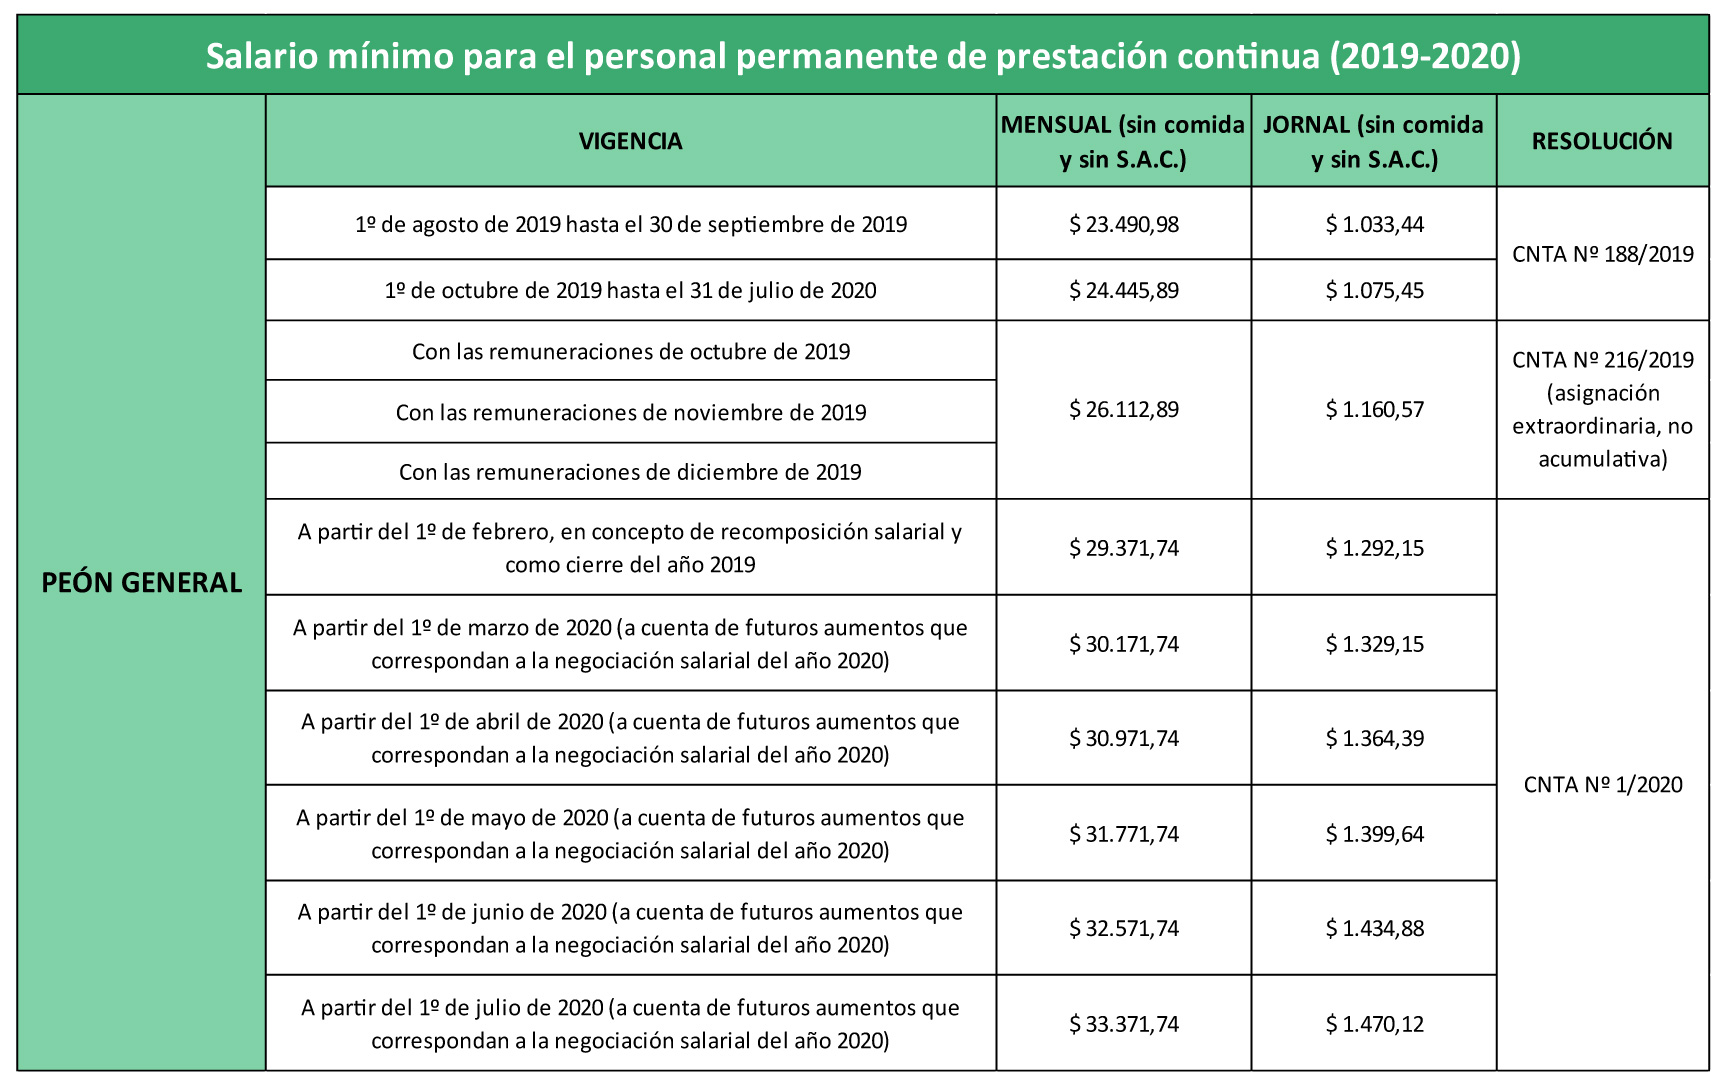 Salario mínimo para el personal permanente de prestación continua (2019-2020)
PEÓN GENERAL
VIGENCIA
MENSUAL (sin comida
y sin S.A.C.)
JORNAL (sin comida
y sin S.A.C.)
RESOLUCIÓN
1º de agosto de 2019 hasta el 30 de septiembre de 2019
$ 23.490,98
$ 1.033,44
CNTA Nº 188/2019
1º de octubre de 2019 hasta el 31 de julio de 2020
$ 24.445,89
$ 1.075,45
Con las remuneraciones de octubre de 2019
Con las remuneraciones de noviembre de 2019
Con las remuneraciones de diciembre de 2019
$ 26.112,89
$ 1.160,57
CNTA Nº 216/2019
(asignación
extraordinaria, no
acumulativa)
A partir del 1º de febrero, en concepto de recomposición salarial y
como cierre del año 2019
$ 29.371,74
$ 1.292,15
A partir del 1º de marzo de 2020 (a cuenta de futuros aumentos que
correspondan a la negociación salarial del año 2020)
$ 30.171,74
$ 1.329,15
A partir del 1º de abril de 2020 (a cuenta de futuros aumentos que
correspondan a la negociación salarial del año 2020)
$ 30.971,74
$ 1.364,39
A partir del 1º de mayo de 2020 (a cuenta de futuros aumentos que
correspondan a la negociación salarial del año 2020)
$ 31.771,74
$ 1.399,64
CNTA Nº 1/2020
A partir del 1º de junio de 2020 (a cuenta de futuros aumentos que
correspondan a la negociación salarial del año 2020)
$ 32.571,74
$ 1.434,88
A partir del 1º de julio de 2020 (a cuenta de futuros aumentos que
correspondan a la negociación salarial del año 2020)
$ 33.371,74
$ 1.470,12